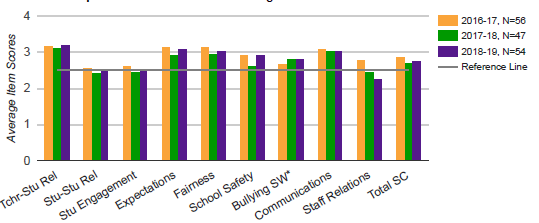 4
3
2
1
0
Average Item Scores
Tchr-Stu Rel
Stu-Stu Rel
Stu Engagement
Expectations
Fairness
School Safety
Bullying SW*
Communications
Staff Relations
Total SC
2016-17, N=56
2017-18, N=47
2018-19, N=54
Reference Line